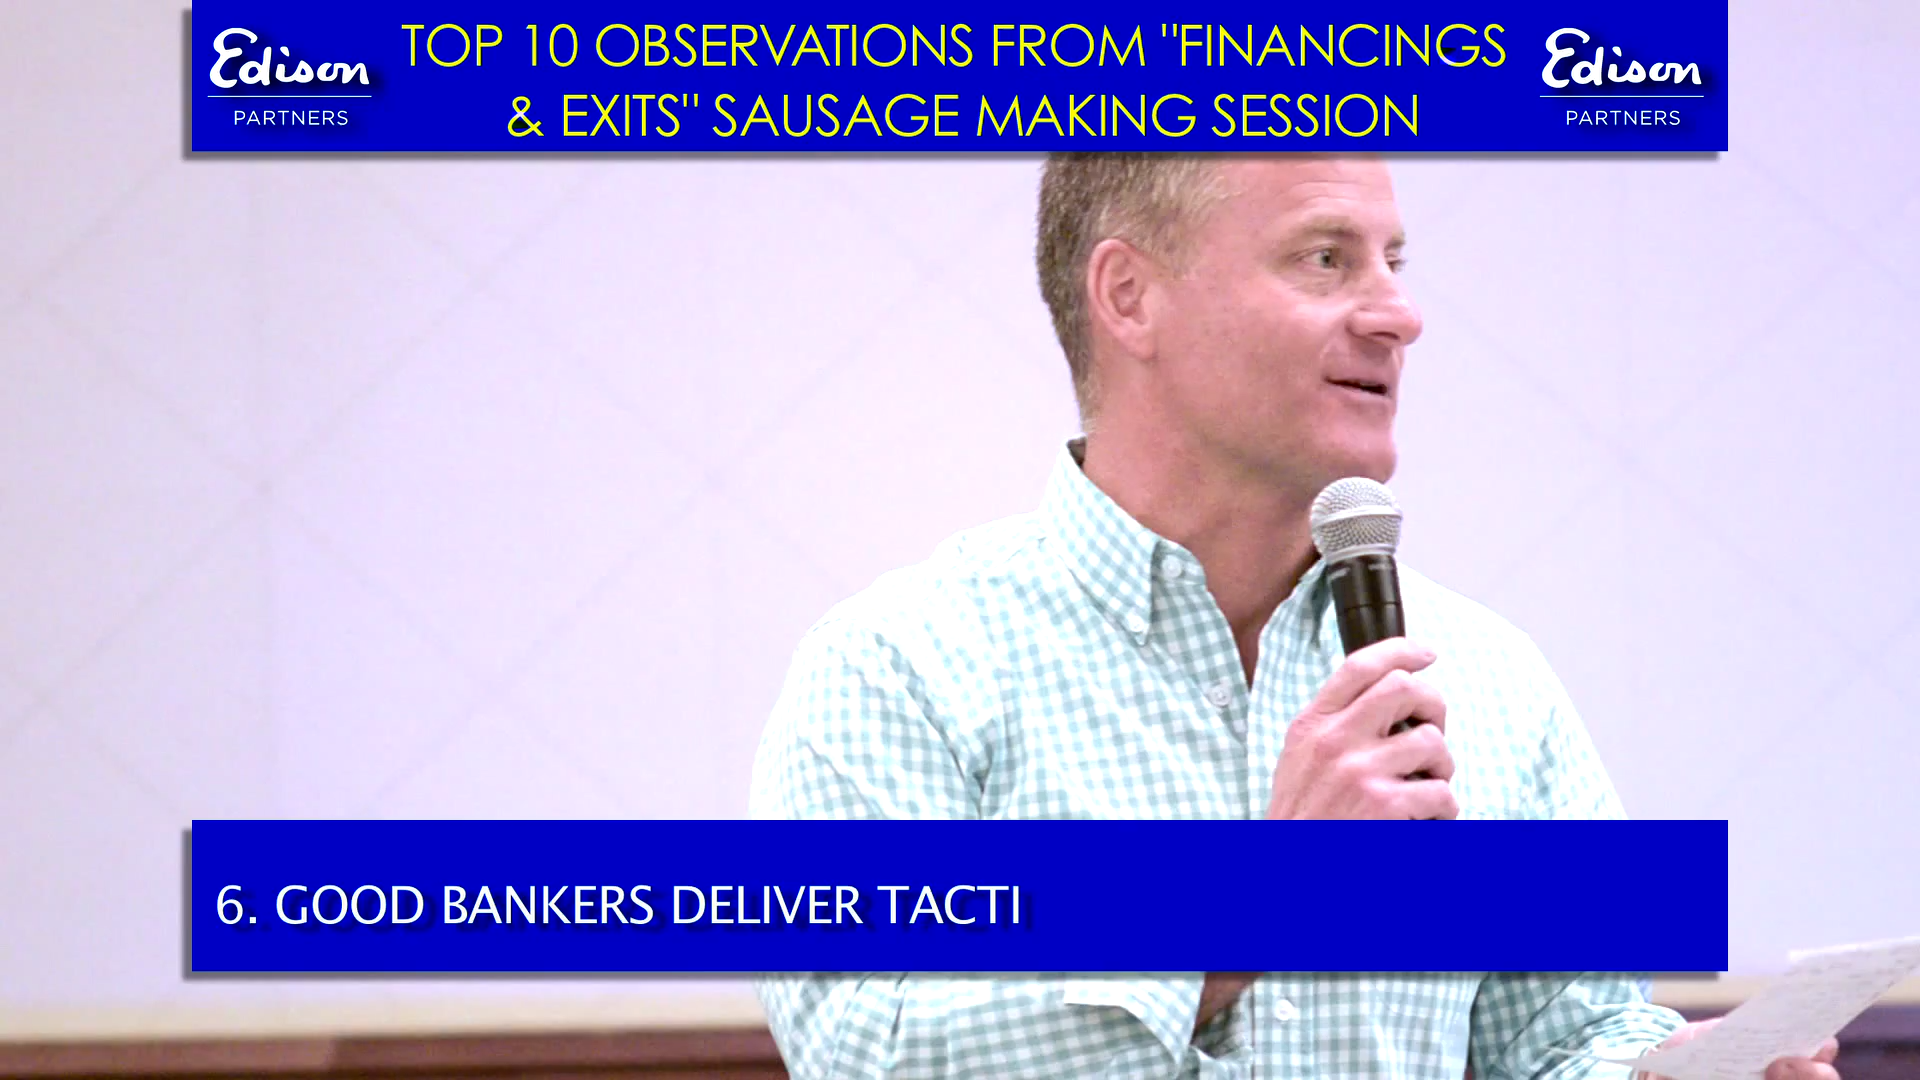 Edison
PARTNERS
TOP 10 OBSERVATIONS FROM "FINANCINGS
& EXITS" SAUSAGE MAKING SESSION
Edison
PARTNERS
6. GOOD BANKERS DELIVER TACTI